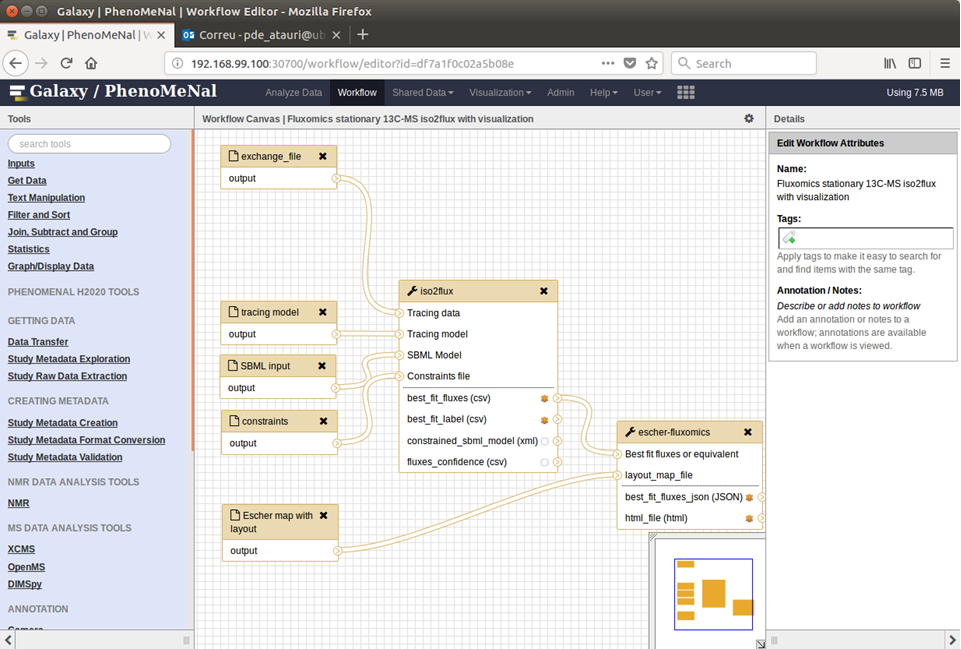 Galaxy | PhenoMeNal | Workflow Editor - Mozilla Firefox
Galaxy | PhenoMeNal | W
Correu - pde_atauri@ub
192.168.99.100:30700/workflow/editor?id=df7a1f0c02a5b08e
Search
Galaxy / PhenoMeNal
Analyze Data
Workflow
Shared Data
Visualization
Admin
Help
User
Using 7.5 MB
Tools
search tools
Inputs
Get Data
Text Manipulation
Filter and Sort
Join, Subtract and Group
Statistics
Graph/Display Data
PHENOMENAL H2020 TOOLS
GETTING DATA
Data Transfer
Study Metadata Exploration
Study Raw Data Extraction
CREATING METADATA
Study Metadata Creation
Study Metadata Format Conversion
Study Metadata Validation
NMR DATA ANALYSIS TOOLS
NMR
MS DATA ANALYSIS TOOLS
XCMS
OpenMS
DIMSpy
ANNOTATION
Workflow Canvas | Fluxomics stationary 13C-MS iso2flux with visualization
exchange_file
output
tracing model
output
SBML input
output
constraints
output
Escher map with
layout
output
iso2flux
Tracing data
Tracing model
SBML Model
Constraints file
best_fit_fluxes (csv)
best_fit_label (csv)
constrained_sbml_model (xml)
fluxes_confidence (csv)
escher-fluxomics
Best fit fluxes or equivalent
layout_map_file
best_fit_fluxes_json (JSON)
html_file (html)
Details
Edit Workflow Attributes
Name:
Fluxomics stationary 13C-MS iso2flux
with visualization
Tags:
Apply tags to make it easy to search for
and find items with the same tag.
Annotation / Notes:
Describe or add notes to workflow
Add an annotation or notes to a
workflow; annotations are available
when a workflow is viewed.